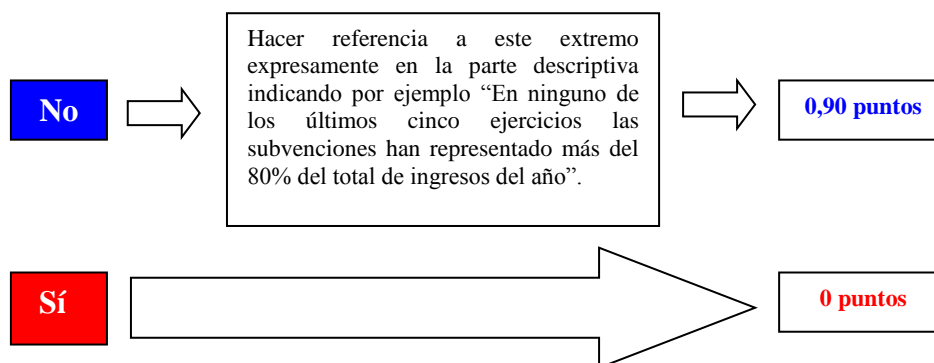 No
Hacer referencia a este extremo
expresamente en la parte descriptiva
indicando por ejemplo “En ninguno de
los últimos cinco ejercicios las
subvenciones han representado más del
80% del total de ingresos del año”.
0,90 puntos
Sí
0 puntos